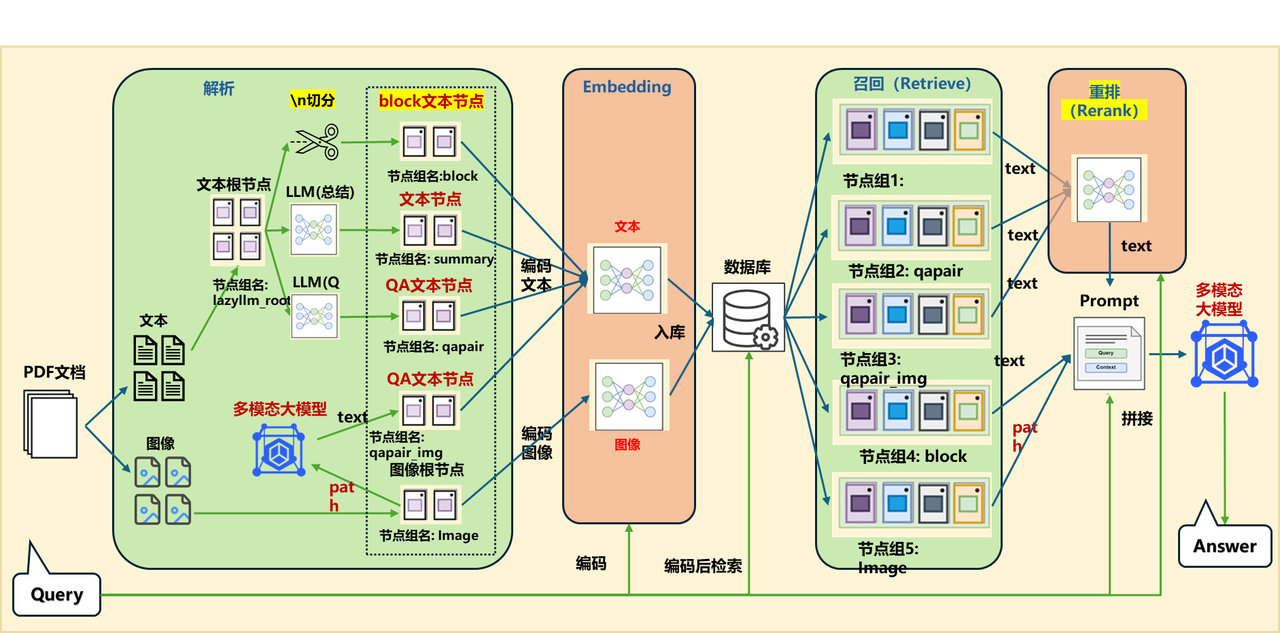 解析
\n切分
block文本节点
节点组名:block
文本根节点
LLM(总结)
文本节点
节点组名: summary
节点组名:
lazyllm_root
LLM(Q
QA文本节点
节点组名: qapair
文本
PDF文档
图像
多模态大模型
text
QA文本节点
节点组名:
qapair_img
图像根节点
pat
h
节点组名: Image
Embedding
文本
编码
文本
图像
编码
图像
入库
数据库
召回（Retrieve）
节点组1:
节点组2: qapair
节点组3:
qapair_img
节点组4: block
节点组5:
Image
text
text
text
text
pat
h
重排
（Rerank）
text
Prompt
Query
Context
拼接
多模态
大模型
Answer
编码
编码后检索
Query